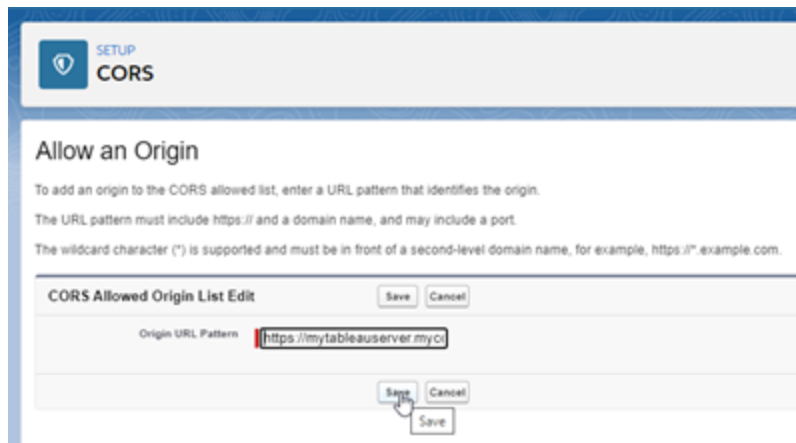 SETUP
CORS
Allow an Origin
To add an origin to the CORS allowed list, enter a URL pattern that identifies the origin.
The URL pattern must include https:// and a domain name, and may include a port.
The wildcard character (*) is supported and must be in front of a second-level domain name, for example, https://*.example.com.
CORS Allowed Origin List Edit Save Cancel
Origin URL Pattern https://mytableauserver.myco
Save Cancel
Save